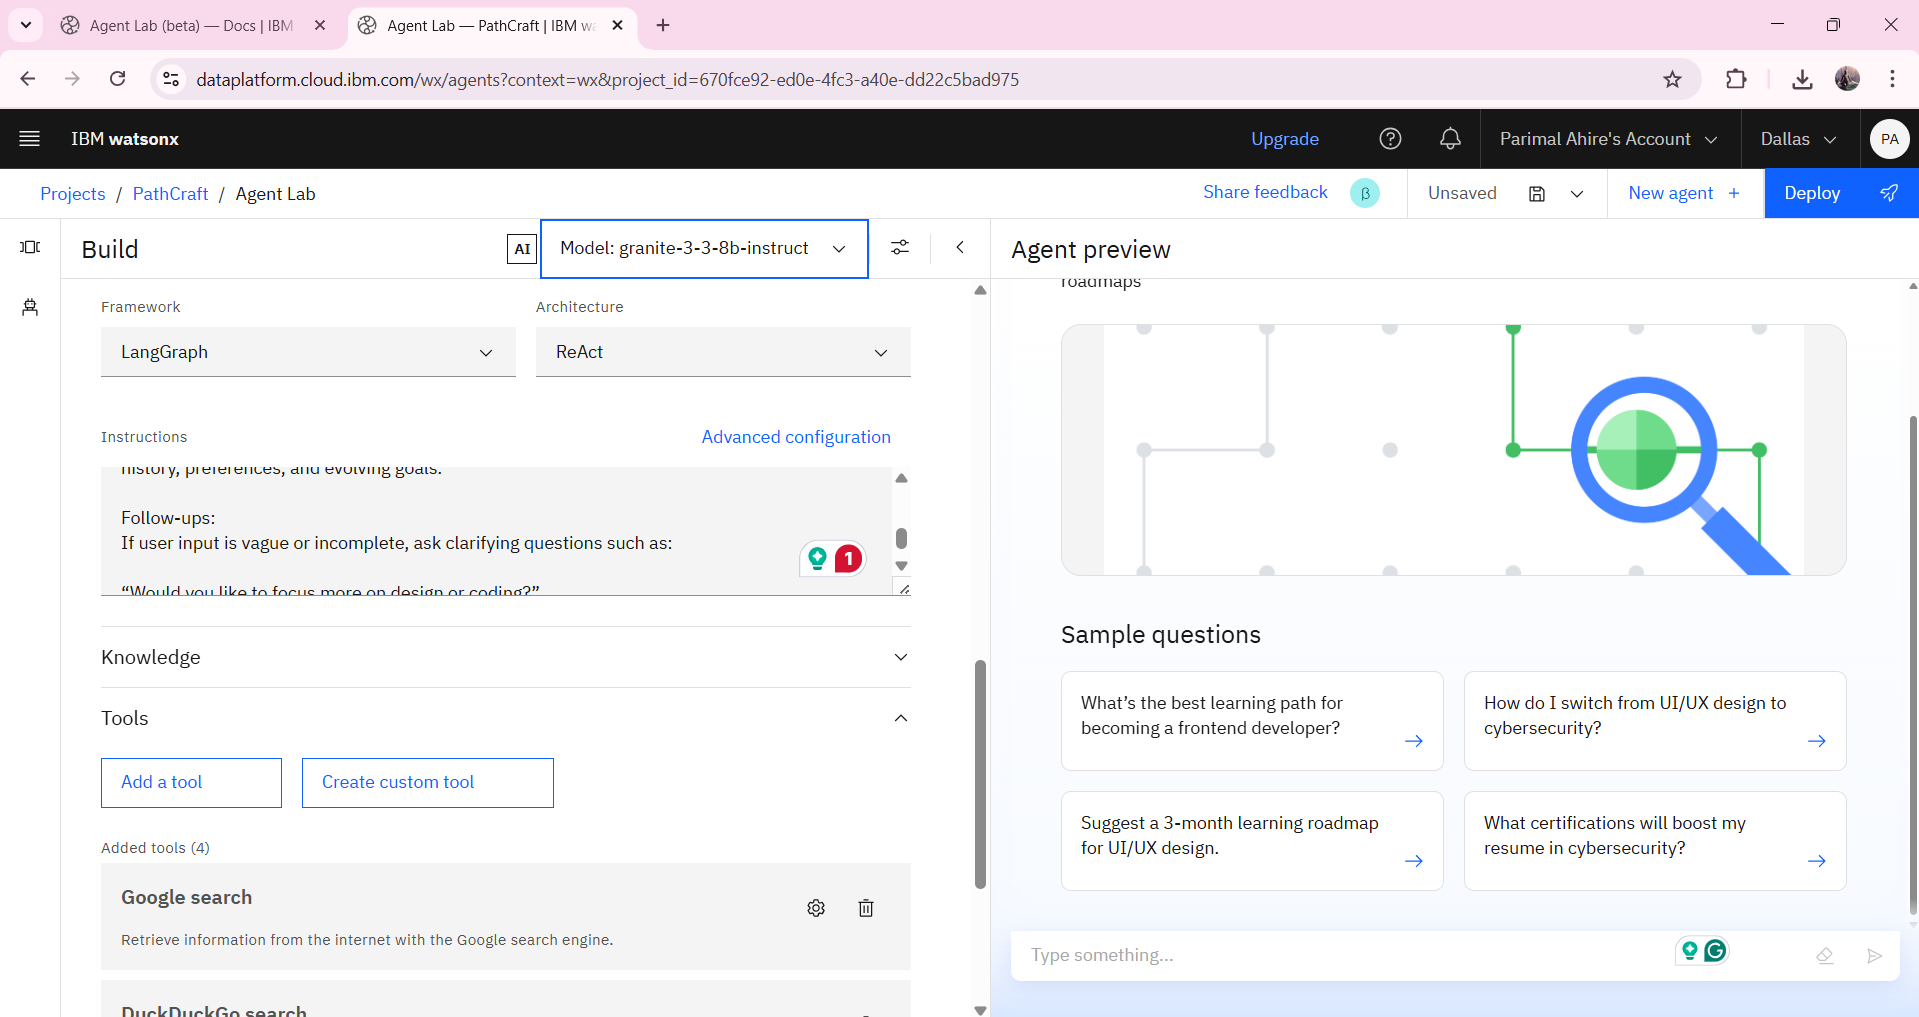 Agent Lab (beta) — Docs | IBM
Agent Lab — PathCraft | IBM wa
dataplatform.cloud.ibm.com/wx/agents?context=wx&project_id=670fce92-ed0e-4fc3-a40e-dd22c5bad975
IBM watsonx
Upgrade
Parimal Ahire's Account
Dallas
PA
Projects / PathCraft / Agent Lab
Share feedback
β
Unsaved
New agent +
Deploy
Build
AI
Model: granite-3-3-8b-instruct
Framework
Architecture
LangGraph
ReAct
Instructions
Advanced configuration
history, preferences, and evolving goals.
Follow-ups:
If user input is vague or incomplete, ask clarifying questions such as:
1
“Would you like to focus more on design or coding?”
Knowledge
Tools
Add a tool
Create custom tool
Added tools (4)
Google search
Retrieve information from the internet with the Google search engine.
DuckDuckGo search
Agent preview
roadmaps
Sample questions
What’s the best learning path for
becoming a frontend developer?
How do I switch from UI/UX design to
cybersecurity?
Suggest a 3-month learning roadmap
for UI/UX design.
What certifications will boost my
resume in cybersecurity?
Type something...